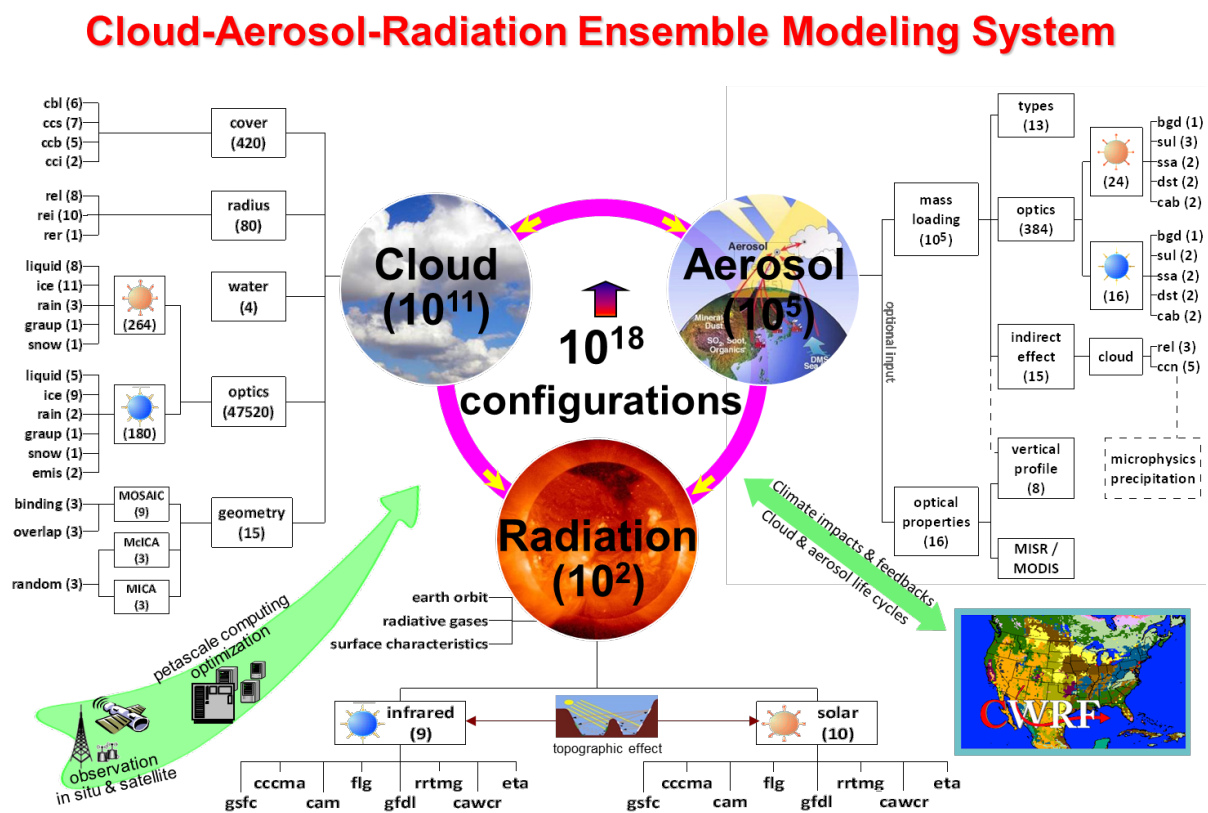 Cloud-Aerosol-Radiation Ensemble Modeling System
cbl (6)
ccs (7)
ccb (5)
cci (2)
cover
(420)
rel (8)
rei (10)
rer (1)
radius
(80)
water
(4)
liquid (8)
ice (11)
rain (3)
graup (1)
snow (1)
(264)
liquid (5)
ice (9)
rain (2)
graup (1)
snow (1)
emis (2)
(180)
optics
(47520)
binding (3)
overlap (3)
random (3)
MOSAIC
(9)
McICA
(3)
MICA
(3)
geometry
(15)
Cloud
(10¹¹)
Aerosol
Aerosol
(10⁵)
Mineral
Dust
SO₂, Soot,
Organics
DMS
Sea
10¹⁸
configurations
Radiation
(10²)
optional input
mass
loading
(10⁵)
types
(13)
optics
(384)
(24)
bgd (1)
sul (3)
ssa (2)
dst (2)
cab (2)
(16)
bgd (1)
sul (2)
ssa (2)
dst (2)
cab (2)
indirect
effect
(15)
cloud
rel (3)
ccn (5)
microphysics
precipitation
optical
properties
(16)
vertical
profile
(8)
MISR /
MODIS
earth orbit
radiative gases
surface characteristics
petascale computing
optimization
observation
in situ & satellite
Climate impacts & feedbacks
Cloud & aerosol life cycles
CWRF
infrared
(9)
topographic effect
solar
(10)
gsfc
cccma
cam
flg
gfdl
rrtmg
cawcr
eta
gsfc
cccma
cam
flg
gfdl
rrtmg
cawcr
eta